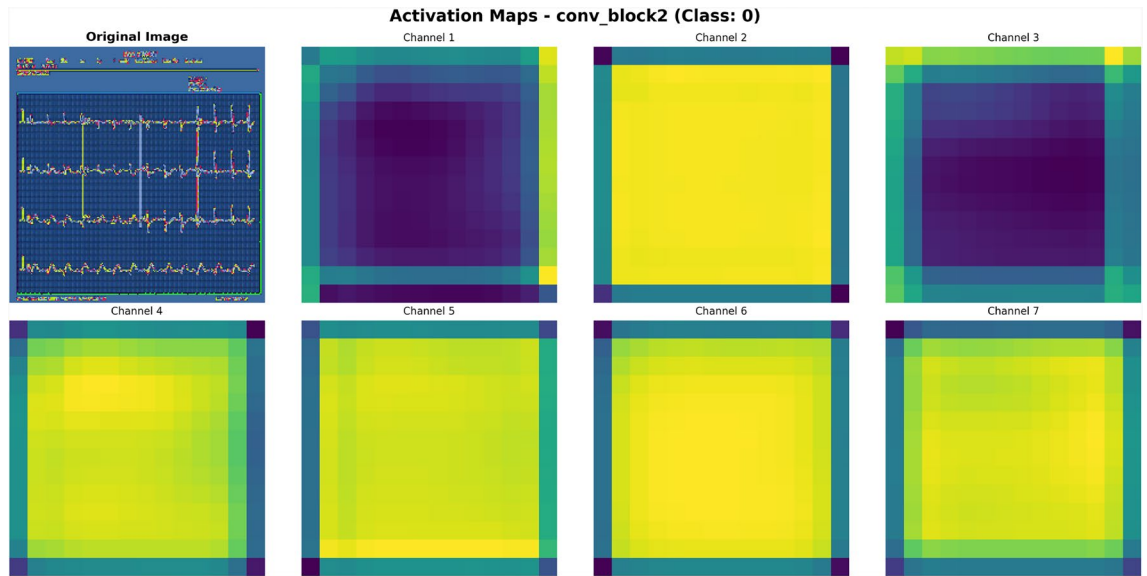 Activation Maps - conv_block2 (Class: 0)
Original Image
Channel 1
Channel 2
Channel 3
Channel 4
Channel 5
Channel 6
Channel 7